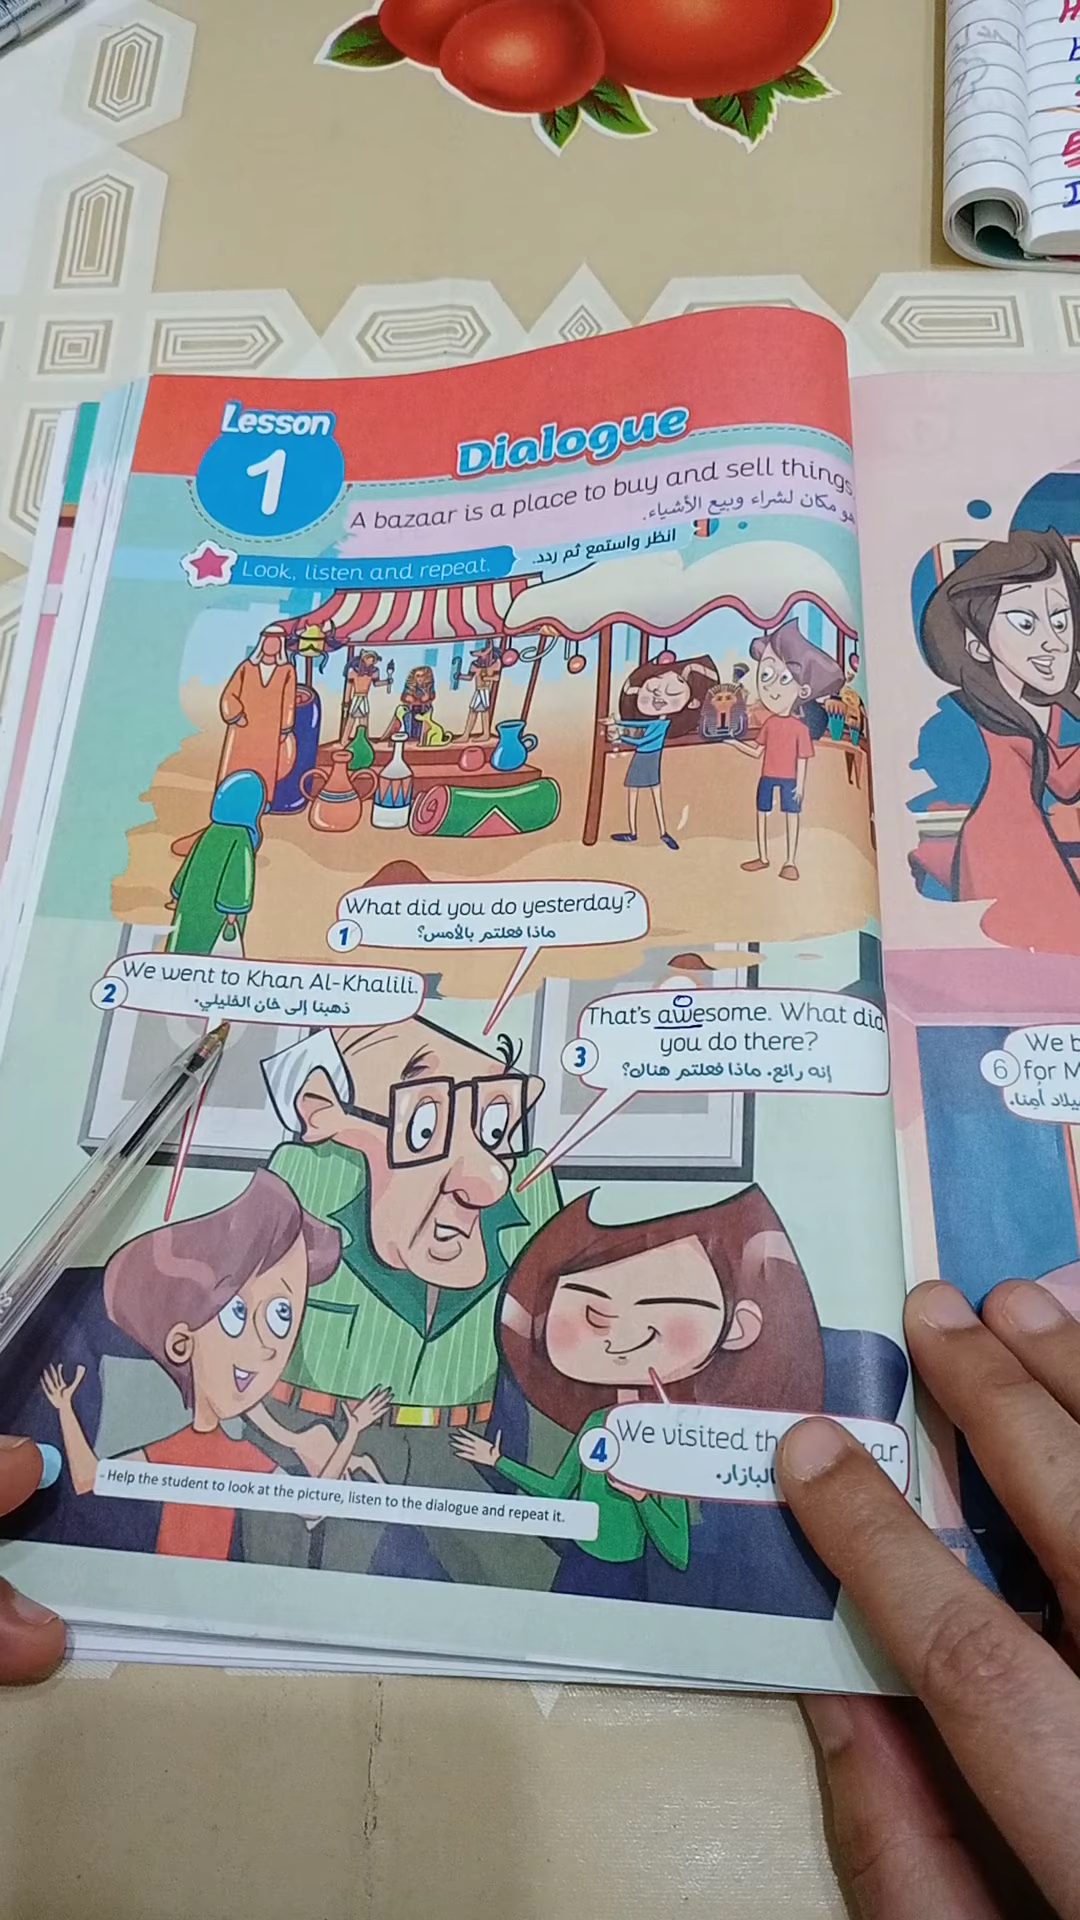 Lesson
1
Dialogue
A bazaar is a place to buy and sell things
هو مكان لشراء وبيع الأشياء.
Look, listen and repeat.
انظر واستمع ثم ردد.
What did you do yesterday?
ماذا فعلتم بالأمس؟
1
We went to Khan Al-Khalili.
ذهبنا إلى خان الخليلي.
2
That's awesome. What did
you do there?
إنه رائع. ماذا فعلتم هناك؟
3
We visited
البازار.
4
- Help the student to look at the picture, listen to the dialogue and repeat it.
We
6
for